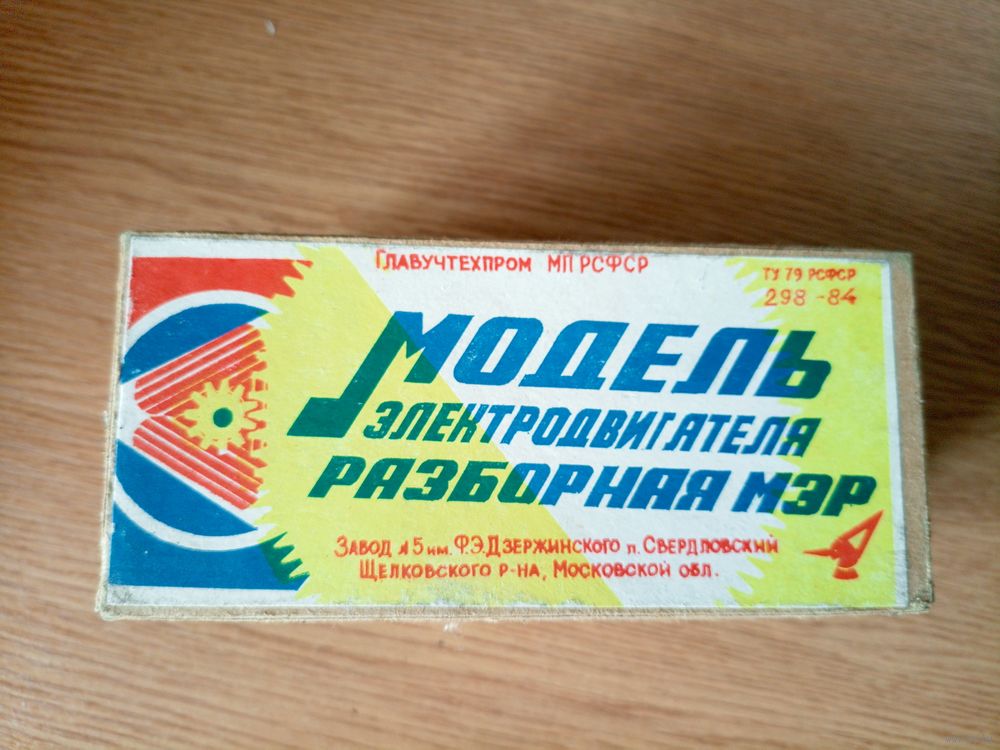 ГЛАВУЧТЕХПРОМ МП РСФСР
ТУ 79 РСФСР
298-84
МОДЕЛЬ
ЭЛЕКТРОДВИГАТЕЛЯ
РАЗБОРНАЯ МЭР
ЗАВОД №5 им. Ф.Э.ДЗЕРЖИНСКОГО п. СВЕРДЛОВСКИЙ
ЩЕЛКОВСКОГО Р-НА, МОСКОВСКОЙ ОБЛ.